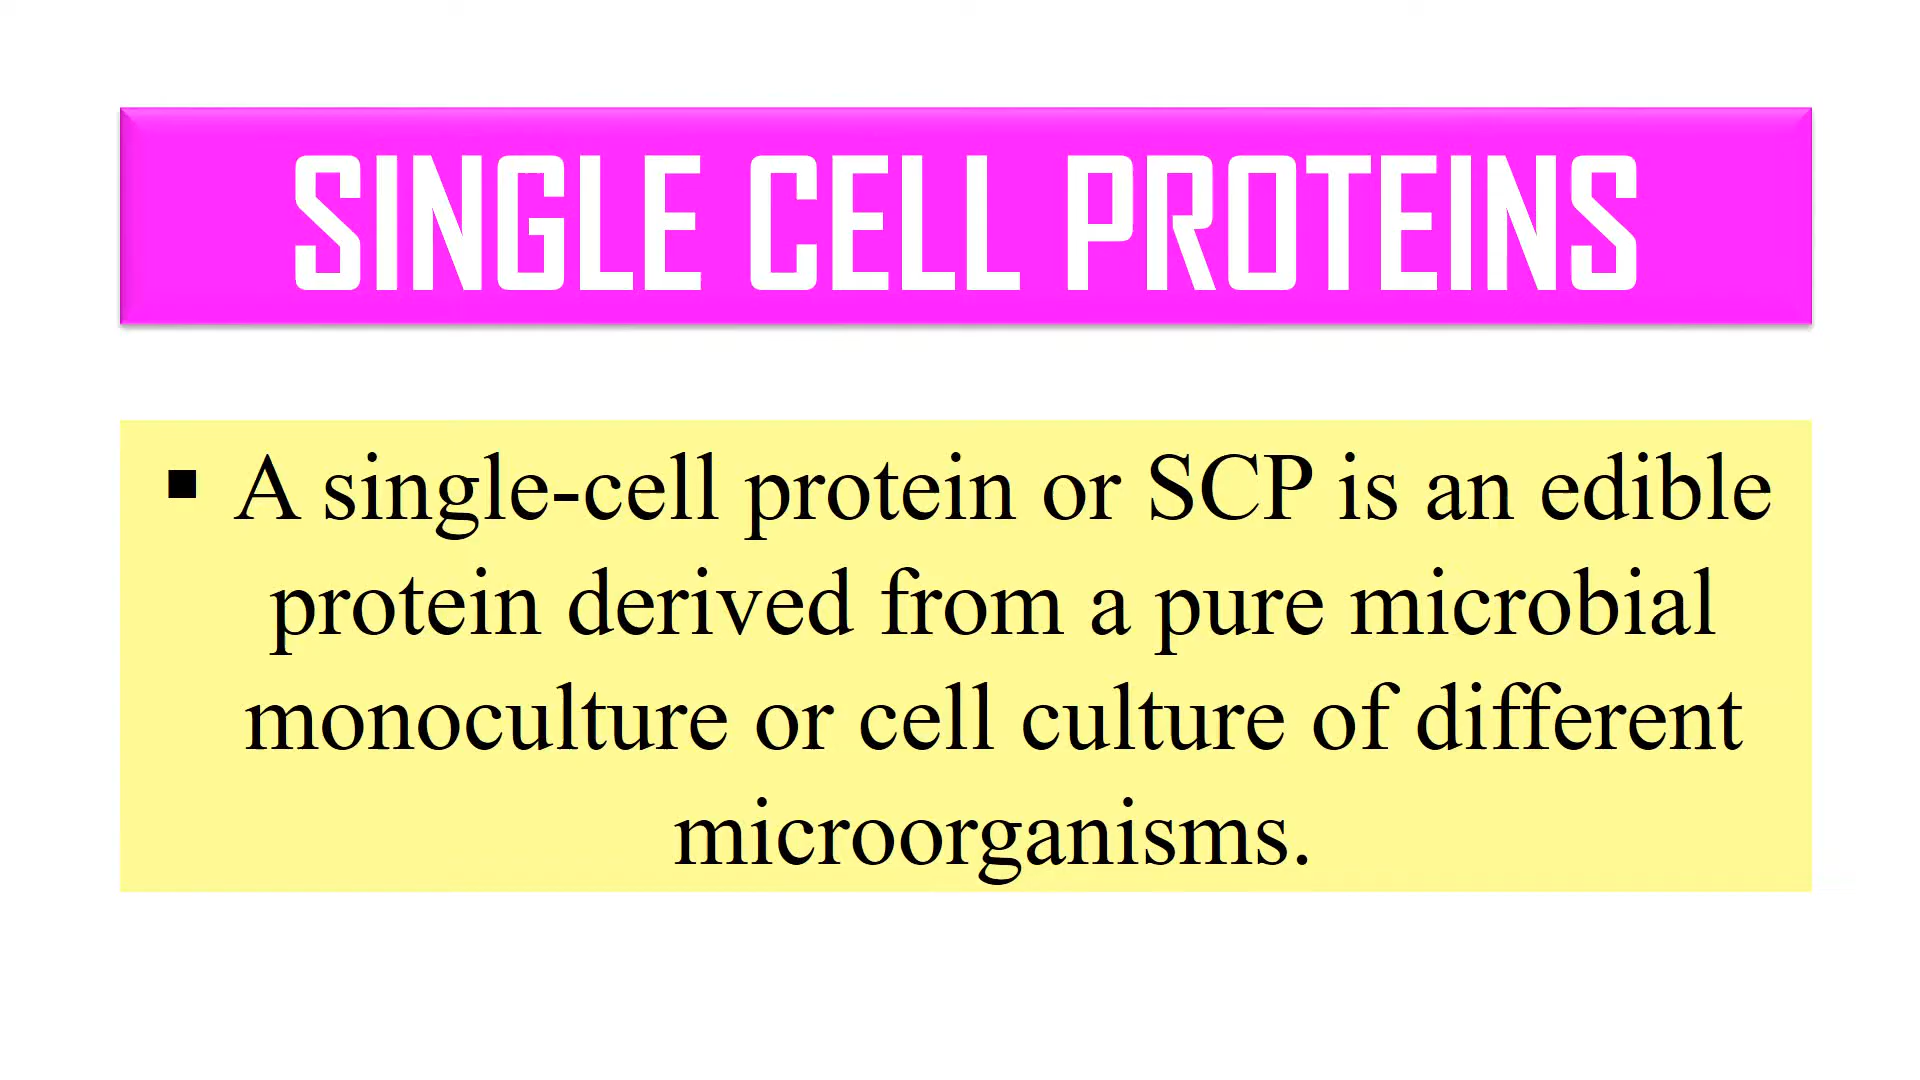 SINGLE CELL PROTEINS
▪ A single-cell protein or SCP is an edible
protein derived from a pure microbial
monoculture or cell culture of different
microorganisms.